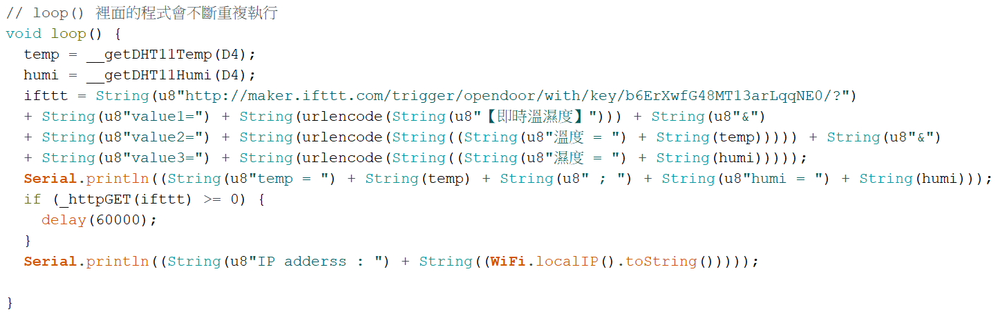 // loop() 裡面的程式會不斷重複執行
void loop() {
  temp = __getDHT11Temp(D4);
  humi = __getDHT11Humi(D4);
  ifttt = String(u8"http://maker.ifttt.com/trigger/opendoor/with/key/b6ErXwfG48MT13arLqqNE0/?")
  + String(u8"value1=") + String(urlencode(String(u8"【即時溫濕度】"))) + String(u8"&")
  + String(u8"value2=") + String(urlencode(String((String(u8"溫度 = ") + String(temp))))) + String(u8"&")
  + String(u8"value3=") + String(urlencode(String((String(u8"濕度 = ") + String(humi)))));
  Serial.println((String(u8"temp = ") + String(temp) + String(u8" ; ") + String(u8"humi = ") + String(humi)));
  if (_httpGET(ifttt) >= 0) {
    delay(60000);
  }
  Serial.println((String(u8"IP adderss : ") + String((WiFi.localIP().toString()))));
}